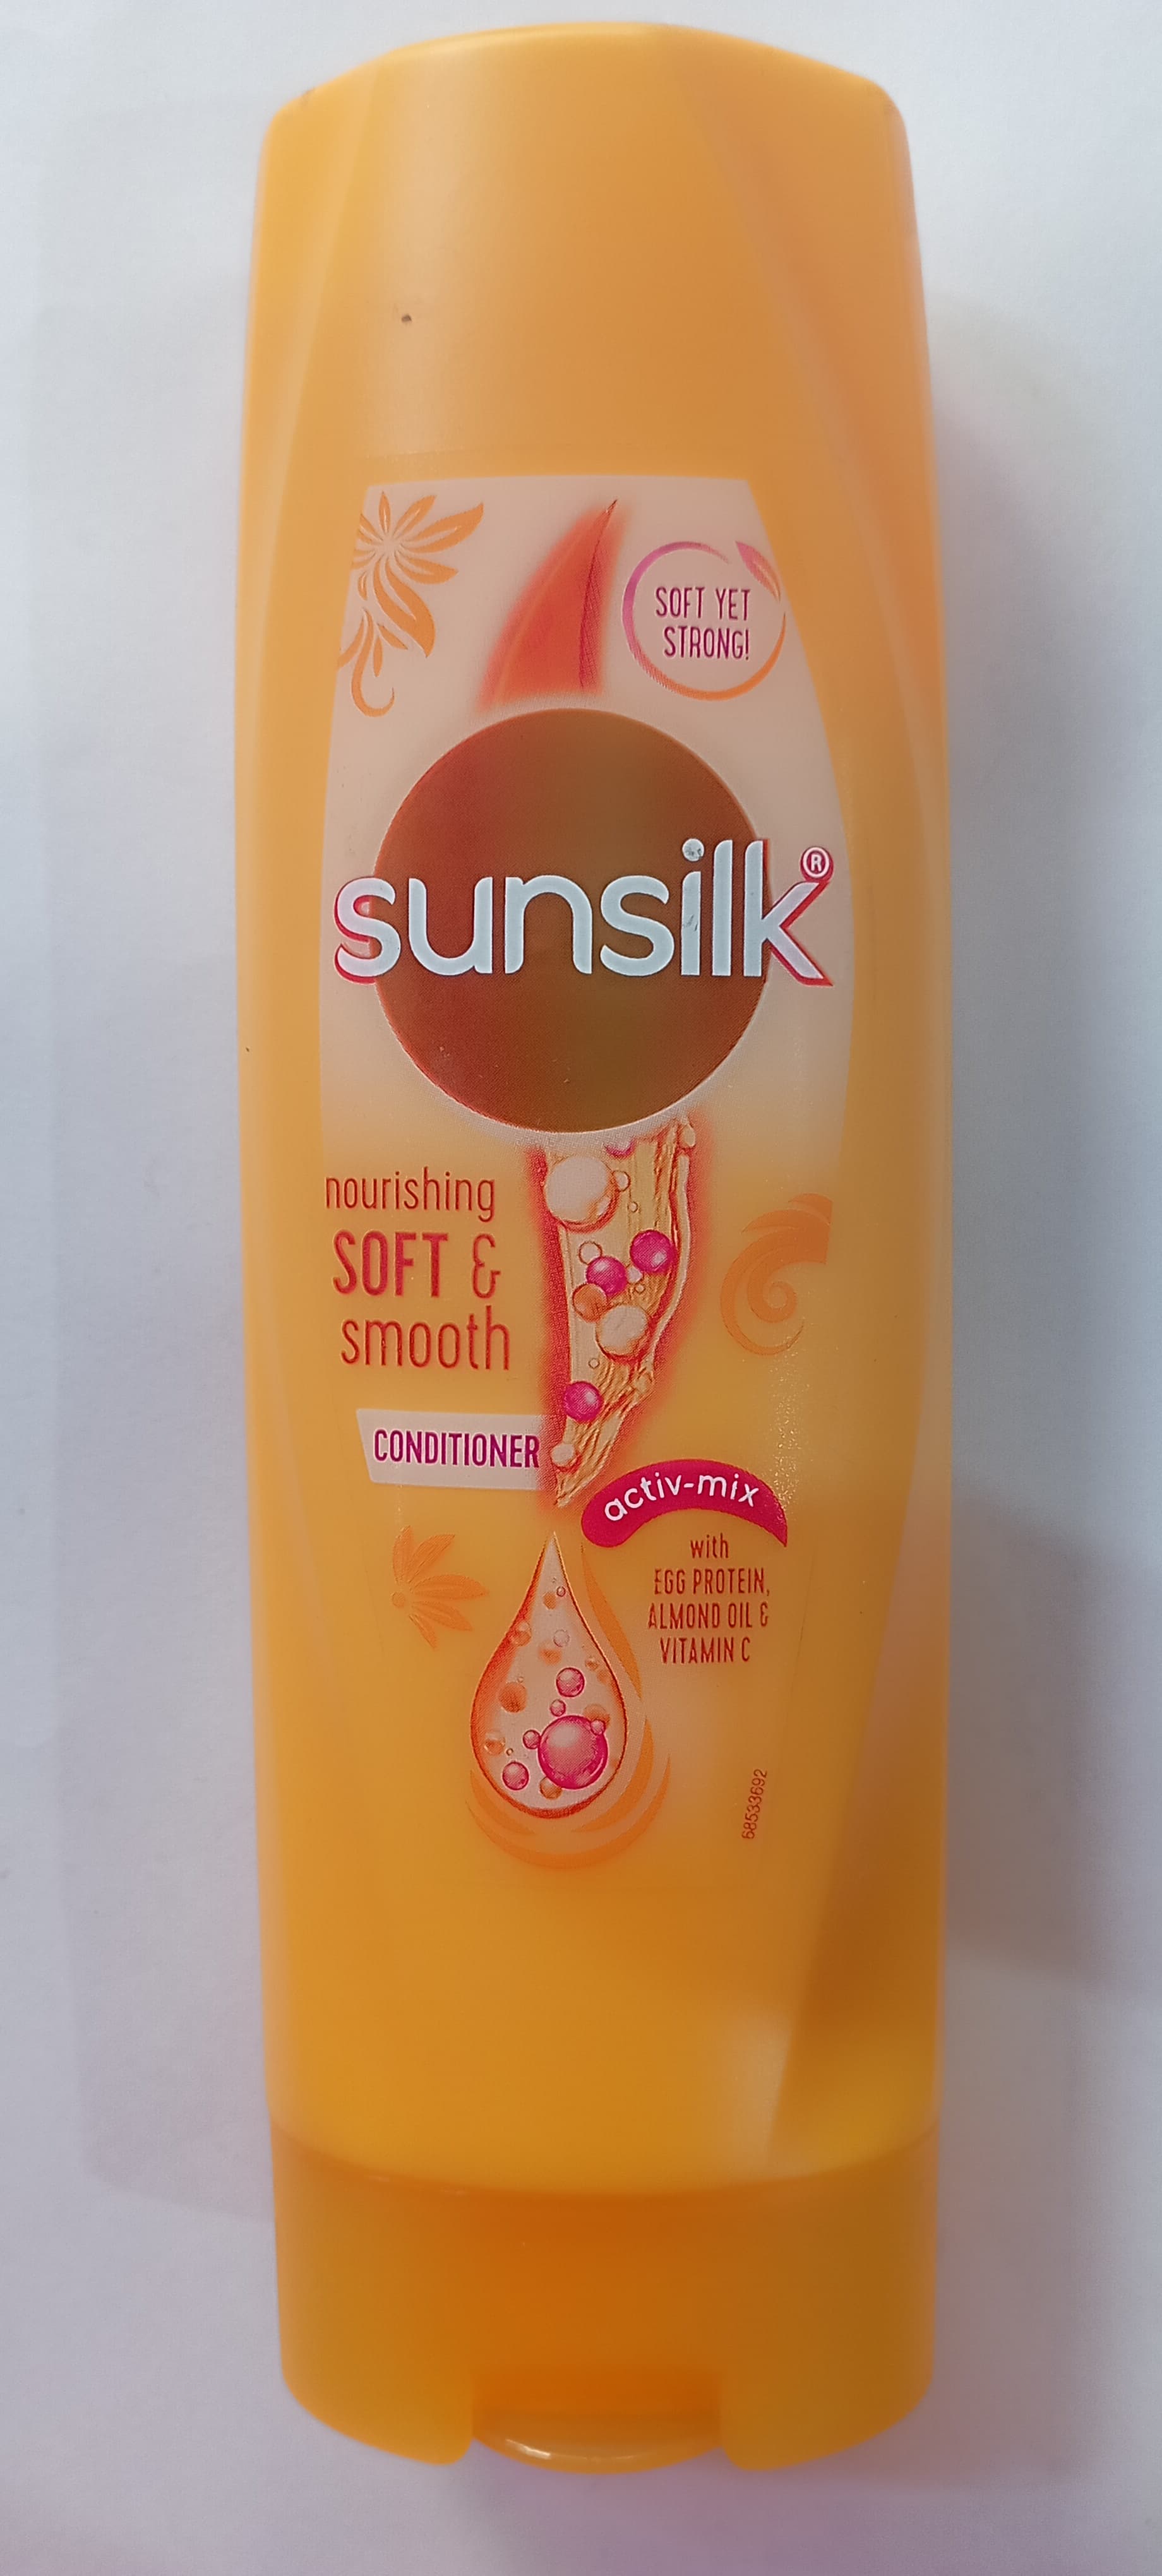 SOFT YET
STRONG!
sunsilk®
nourishing
SOFT &
smooth
CONDITIONER
activ-mix
with
EGG PROTEIN,
ALMOND OIL &
VITAMIN C
68533692